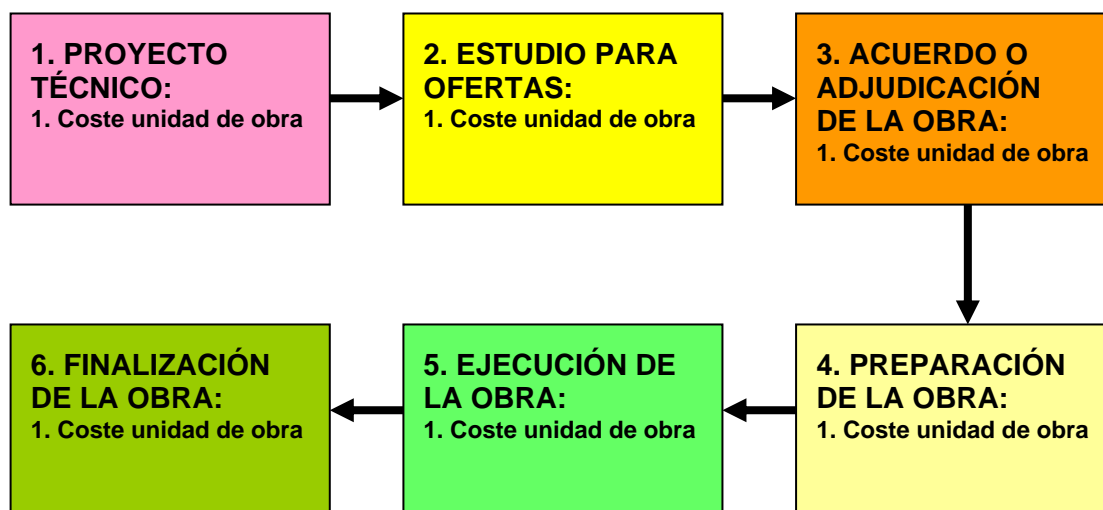 1. PROYECTO
TÉCNICO:
1. Coste unidad de obra
2. ESTUDIO PARA
OFERTAS:
1. Coste unidad de obra
3. ACUERDO O
ADJUDICACIÓN
DE LA OBRA:
1. Coste unidad de obra
4. PREPARACIÓN
DE LA OBRA:
1. Coste unidad de obra
5. EJECUCIÓN DE
LA OBRA:
1. Coste unidad de obra
6. FINALIZACIÓN
DE LA OBRA:
1. Coste unidad de obra